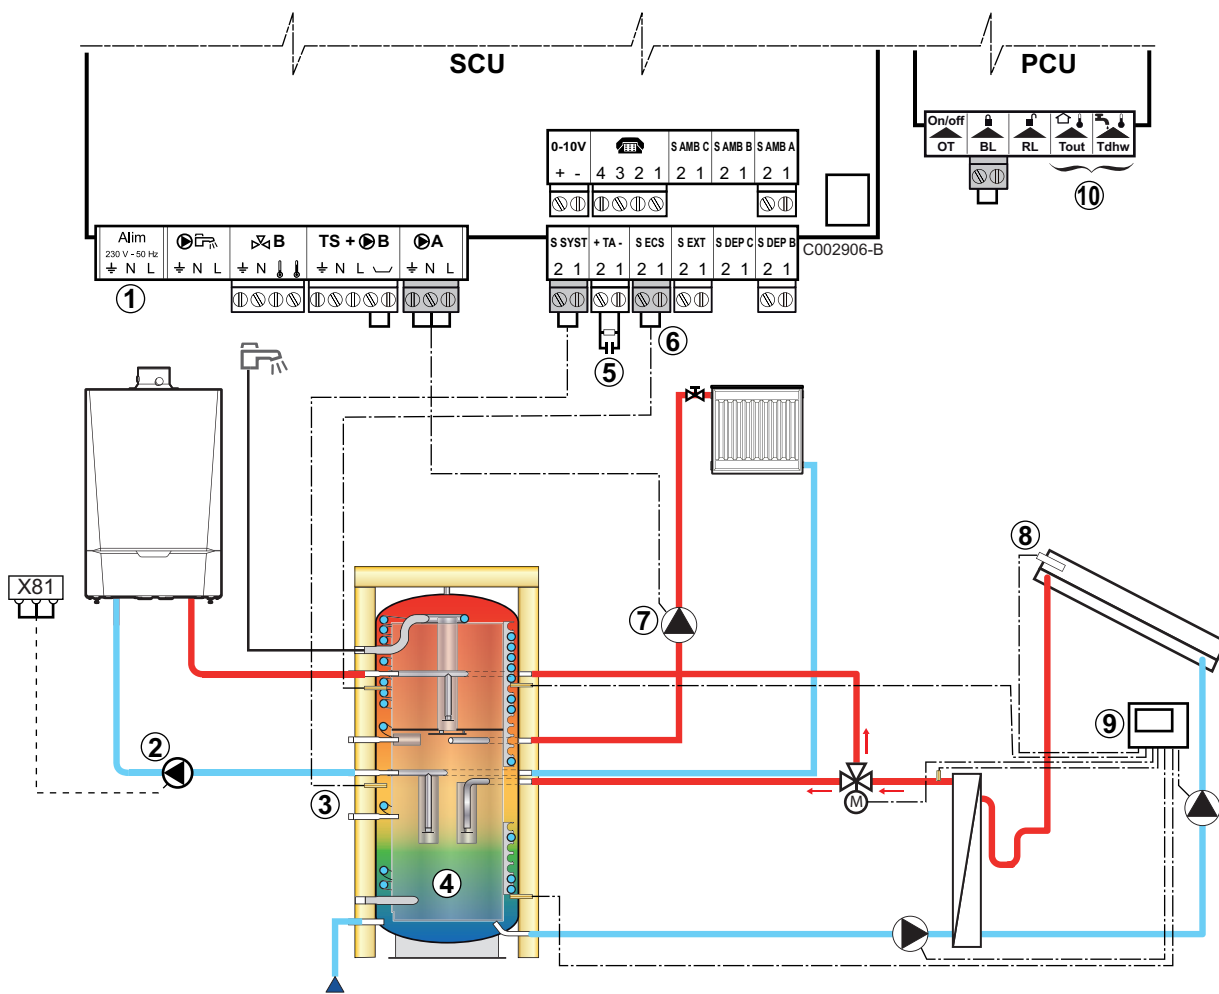 SCU
PCU
On/off
OT BL RL Tout Tdhw
10
0-10V S AMB C S AMB B S AMB A
+ - 4 3 2 1 2 1 2 1 2 1
C002906-B
Alim
230 V - 50 Hz
B TS + B A
N L N L N N L N L
S SYST + TA - S ECS S EXT S DEP C S DEP B
2 1 2 1 2 1 2 1 2 1 2 1
1
6
5
8
X81
7
9
2
3
M
4